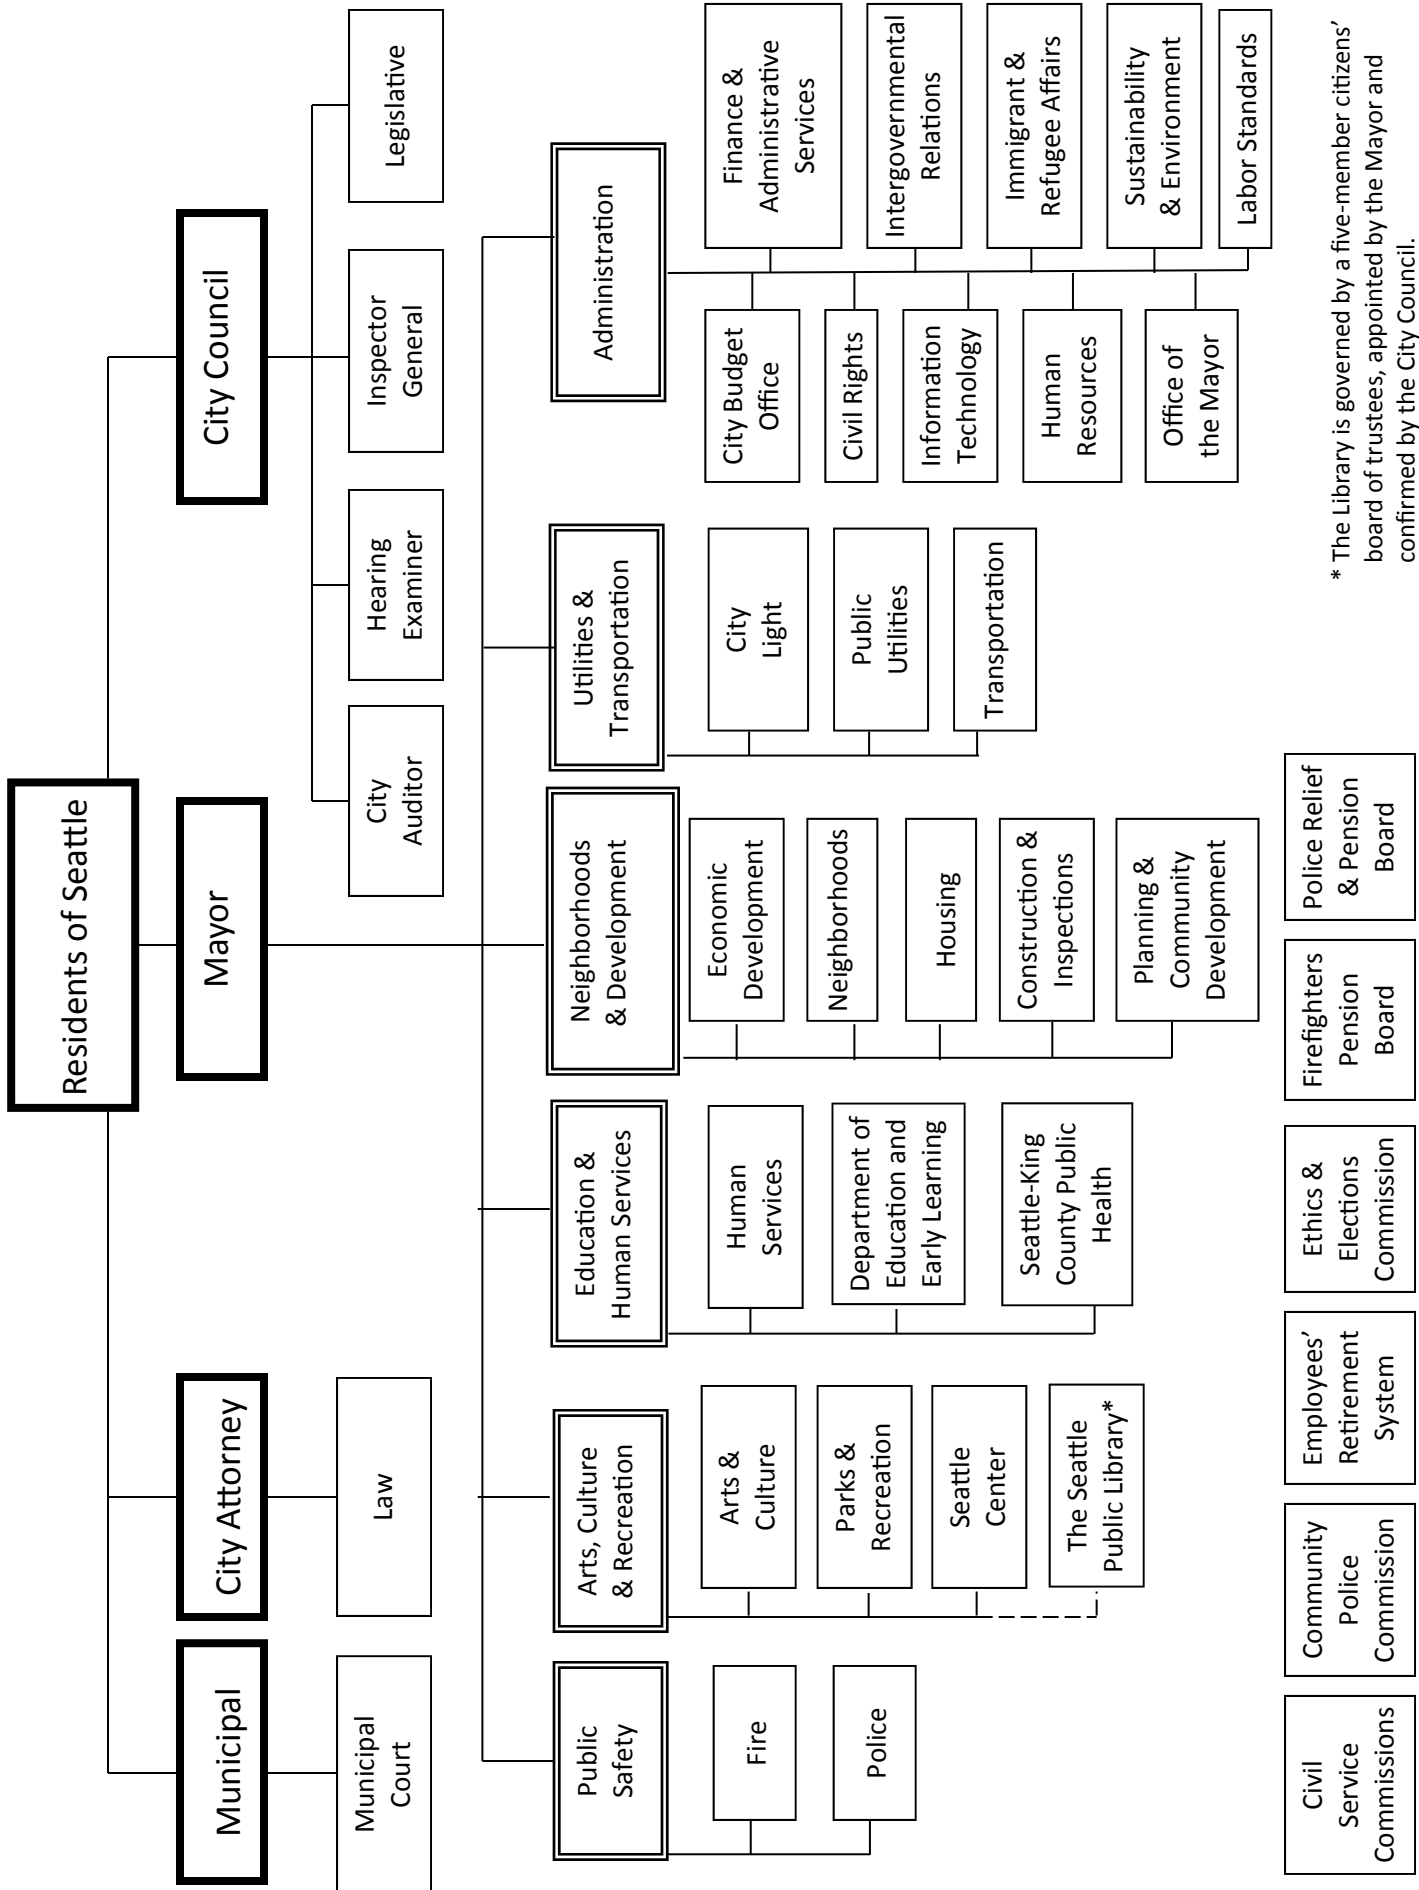 Residents of Seattle
Municipal
City Attorney
Mayor
City Council
Municipal
Court
Law
City
Auditor
Hearing
Examiner
Inspector
General
Legislative
Public
Safety
Arts, Culture
& Recreation
Education &
Human Services
Neighborhoods
& Development
Utilities &
Transportation
Administration
Fire
Police
Arts &
Culture
Parks &
Recreation
Seattle
Center
The Seattle
Public Library*
Human
Services
Department of
Education and
Early Learning
Seattle-King
County Public
Health
Economic
Development
Neighborhoods
Housing
Construction &
Inspections
Planning &
Community
Development
City
Light
Public
Utilities
Transportation
City Budget
Office
Civil Rights
Information
Technology
Human
Resources
Office of
the Mayor
Finance &
Administrative
Services
Intergovernmental
Relations
Immigrant &
Refugee Affairs
Sustainability
& Environment
Labor Standards
Civil
Service
Commissions
Community
Police
Commission
Employees’
Retirement
System
Ethics &
Elections
Commission
Firefighters
Pension
Board
Police Relief
& Pension
Board
* The Library is governed by a five-member citizens’
board of trustees, appointed by the Mayor and
confirmed by the City Council.